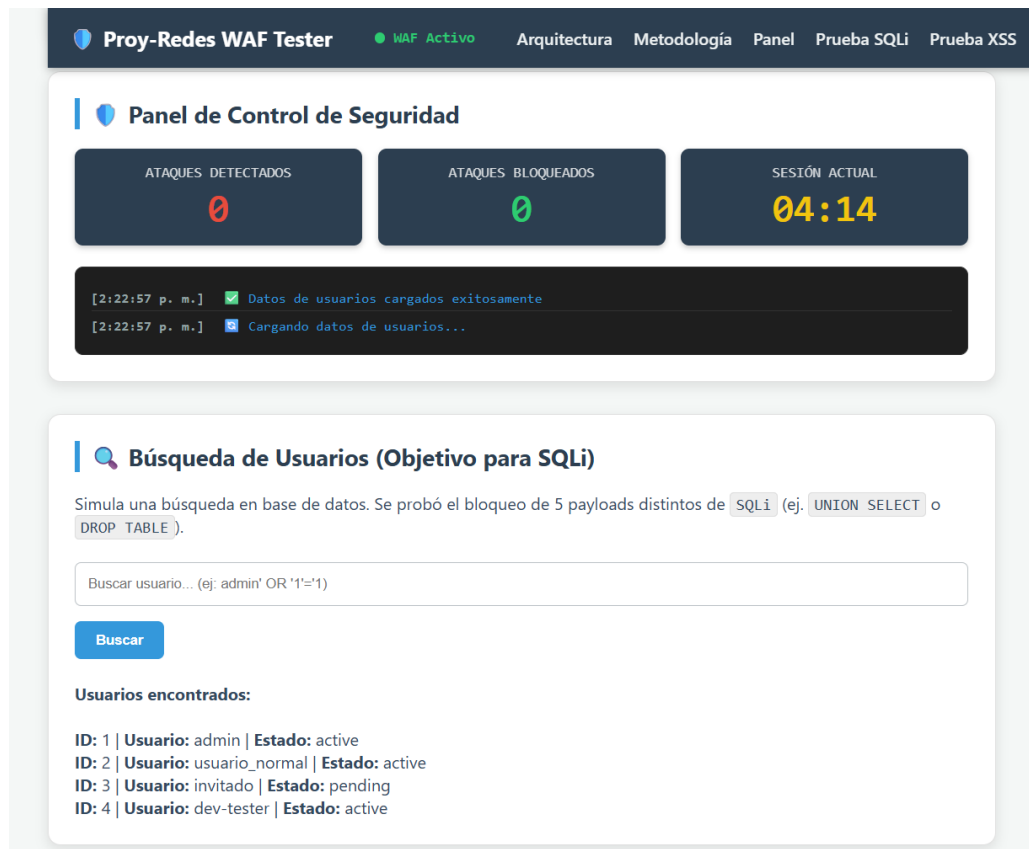 Proy-Redes WAF Tester
WAF Activo
Arquitectura Metodología Panel Prueba SQLi Prueba XSS
Panel de Control de Seguridad
ATAQUES DETECTADOS
0
ATAQUES BLOQUEADOS
0
SESIÓN ACTUAL
04:14
[2:22:57 p. m.] Datos de usuarios cargados exitosamente
[2:22:57 p. m.] Cargando datos de usuarios...
Búsqueda de Usuarios (Objetivo para SQLi)
Simula una búsqueda en base de datos. Se probó el bloqueo de 5 payloads distintos de SQLi (ej. UNION SELECT o
DROP TABLE).
Buscar usuario... (ej: admin' OR '1'='1)
Buscar
Usuarios encontrados:
ID: 1 | Usuario: admin | Estado: active
ID: 2 | Usuario: usuario_normal | Estado: active
ID: 3 | Usuario: invitado | Estado: pending
ID: 4 | Usuario: dev-tester | Estado: active